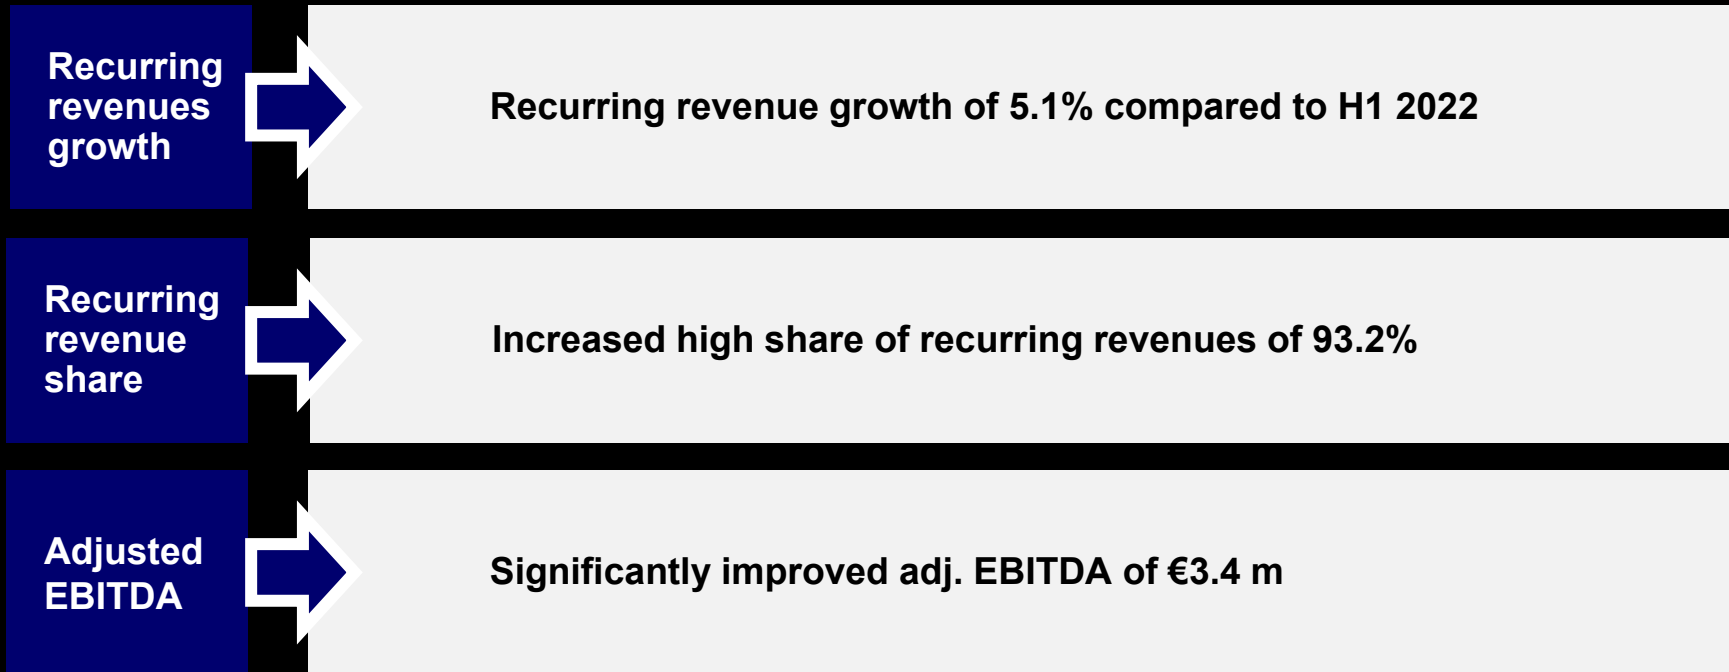 Recurring
revenues
growth
Recurring revenue growth of 5.1% compared to H1 2022
Recurring
revenue
share
Increased high share of recurring revenues of 93.2%
Adjusted
EBITDA
Significantly improved adj. EBITDA of €3.4 m